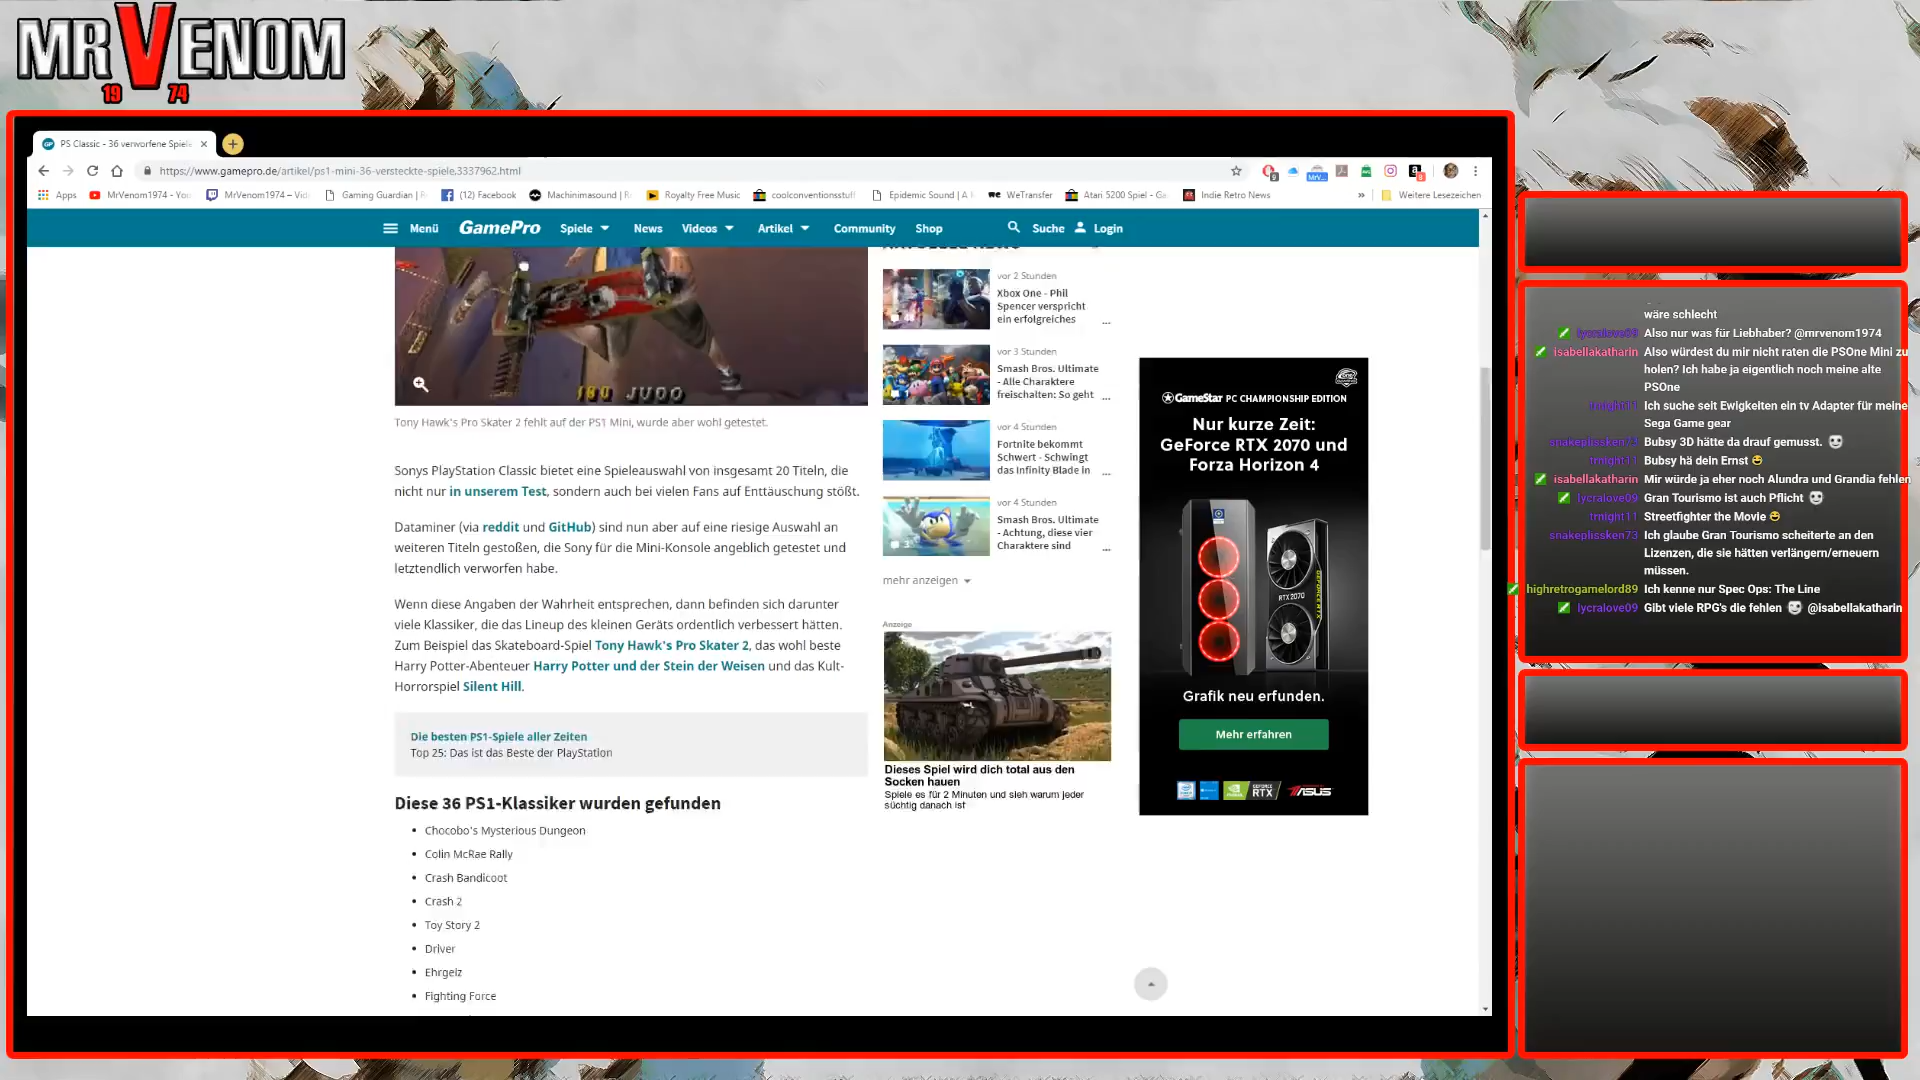 MRVENOM
19 74
PS Classic - 36 verworfene Spiele
https://www.gamepro.de/artikel/ps1-mini-36-versteckte-spiele,3337962.html
Apps
MrVenom1974 - You
MrVenom1974 – Vide
Gaming Guardian | R
(12) Facebook
Machinimasound | R
Royalty Free Music
coolconventionsstuff
Epidemic Sound | A
WeTransfer
Atari 5200 Spiel - Ga
Indie Retro News
»
Weitere Lesezeichen
Menü
GamePro
Spiele
News
Videos
Artikel
Community
Shop
Suche
Login
180 JUDO
Tony Hawk's Pro Skater 2 fehlt auf der PS1 Mini, wurde aber wohl getestet.
Sonys PlayStation Classic bietet eine Spieleauswahl von insgesamt 20 Titeln, die
nicht nur in unserem Test, sondern auch bei vielen Fans auf Enttäuschung stößt.
Dataminer (via reddit und GitHub) sind nun aber auf eine riesige Auswahl an
weiteren Titeln gestoßen, die Sony für die Mini-Konsole angeblich getestet und
letztendlich verworfen habe.
Wenn diese Angaben der Wahrheit entsprechen, dann befinden sich darunter
viele Klassiker, die das Lineup des kleinen Geräts ordentlich verbessert hätten.
Zum Beispiel das Skateboard-Spiel Tony Hawk's Pro Skater 2, das wohl beste
Harry Potter-Abenteuer Harry Potter und der Stein der Weisen und das Kult-
Horrorspiel Silent Hill.
Die besten PS1-Spiele aller Zeiten
Top 25: Das ist das Beste der PlayStation
Diese 36 PS1-Klassiker wurden gefunden
• Chocobo's Mysterious Dungeon
• Colin McRae Rally
• Crash Bandicoot
• Crash 2
• Toy Story 2
• Driver
• Ehrgeiz
• Fighting Force
vor 2 Stunden
Xbox One - Phil
Spencer verspricht
ein erfolgreiches
...
vor 3 Stunden
Smash Bros. Ultimate
- Alle Charaktere
freischalten: So geht
...
vor 4 Stunden
Fortnite bekommt
Schwert - Schwingt
das Infinity Blade in
...
vor 4 Stunden
Smash Bros. Ultimate
- Achtung, diese vier
Charaktere sind
...
mehr anzeigen
Anzeige
Dieses Spiel wird dich total aus den
Socken hauen
Spiele es für 2 Minuten und sieh warum jeder
süchtig danach ist
GameStar PC CHAMPIONSHIP EDITION
Nur kurze Zeit:
GeForce RTX 2070 und
Forza Horizon 4
RTX 2070
Grafik neu erfunden.
Mehr erfahren
GEFORCE RTX
ASUS
wäre schlecht
lycralove09 Also nur was für Liebhaber? @mrvenom1974
isabellakatharin Also würdest du mir nicht raten die PSOne Mini zu
holen? Ich habe ja eigentlich noch meine alte
PSOne
trnight11 Ich suche seit Ewigkeiten ein tv Adapter für meine
Sega Game gear
snakeplissken73 Bubsy 3D hätte da drauf gemusst.
trnight11 Bubsy hä dein Ernst
isabellakatharin Mir würde ja eher noch Alundra und Grandia fehlen
lycralove09 Gran Tourismo ist auch Pflicht
trnight11 Streetfighter the Movie
snakeplissken73 Ich glaube Gran Tourismo scheiterte an den
Lizenzen, die sie hätten verlängern/erneuern
müssen.
highretrogamelord89 Ich kenne nur Spec Ops: The Line
lycralove09 Gibt viele RPG's die fehlen @isabellakatharin